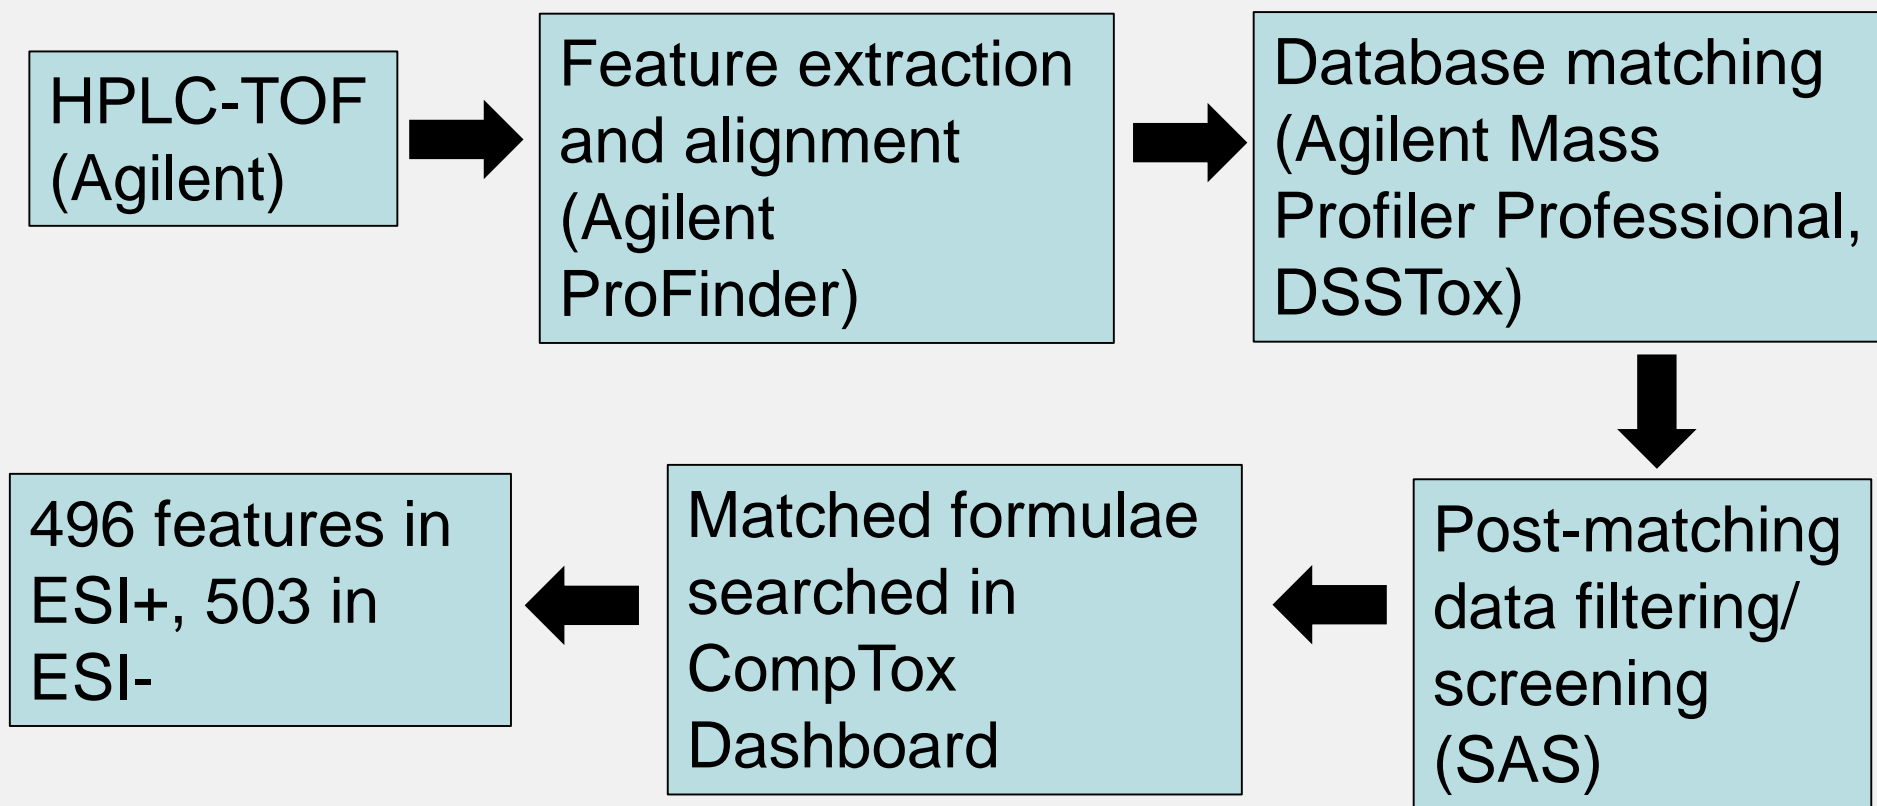 HPLC-TOF
(Agilent)
Feature extraction
and alignment
(Agilent
ProFinder)
Database matching
(Agilent Mass
Profiler Professional,
DSSTox)
Post-matching
data filtering/
screening
(SAS)
Matched formulae
searched in
CompTox
Dashboard
496 features in
ESI+, 503 in
ESI-